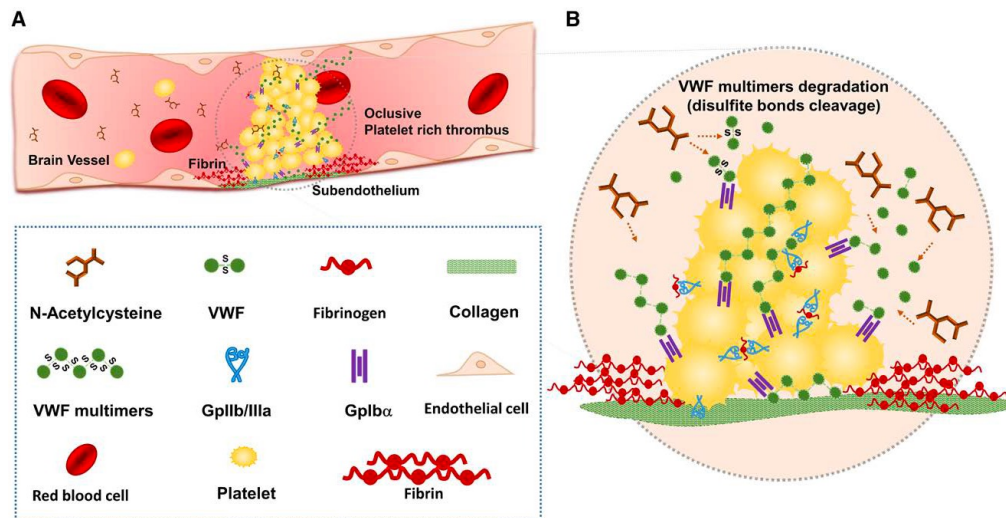 A
Brain Vessel
Fibrin
Oclusive
Platelet rich thrombus
Subendothelium
S
S
N-Acetylcysteine
VWF
Fibrinogen
Collagen
S S S S S S S S
VWF multimers
GpIIb/IIIa
GpIbα
Endothelial cell
Red blood cell
Platelet
Fibrin
B
VWF multimers degradation
(disulfite bonds cleavage)
S S
S S